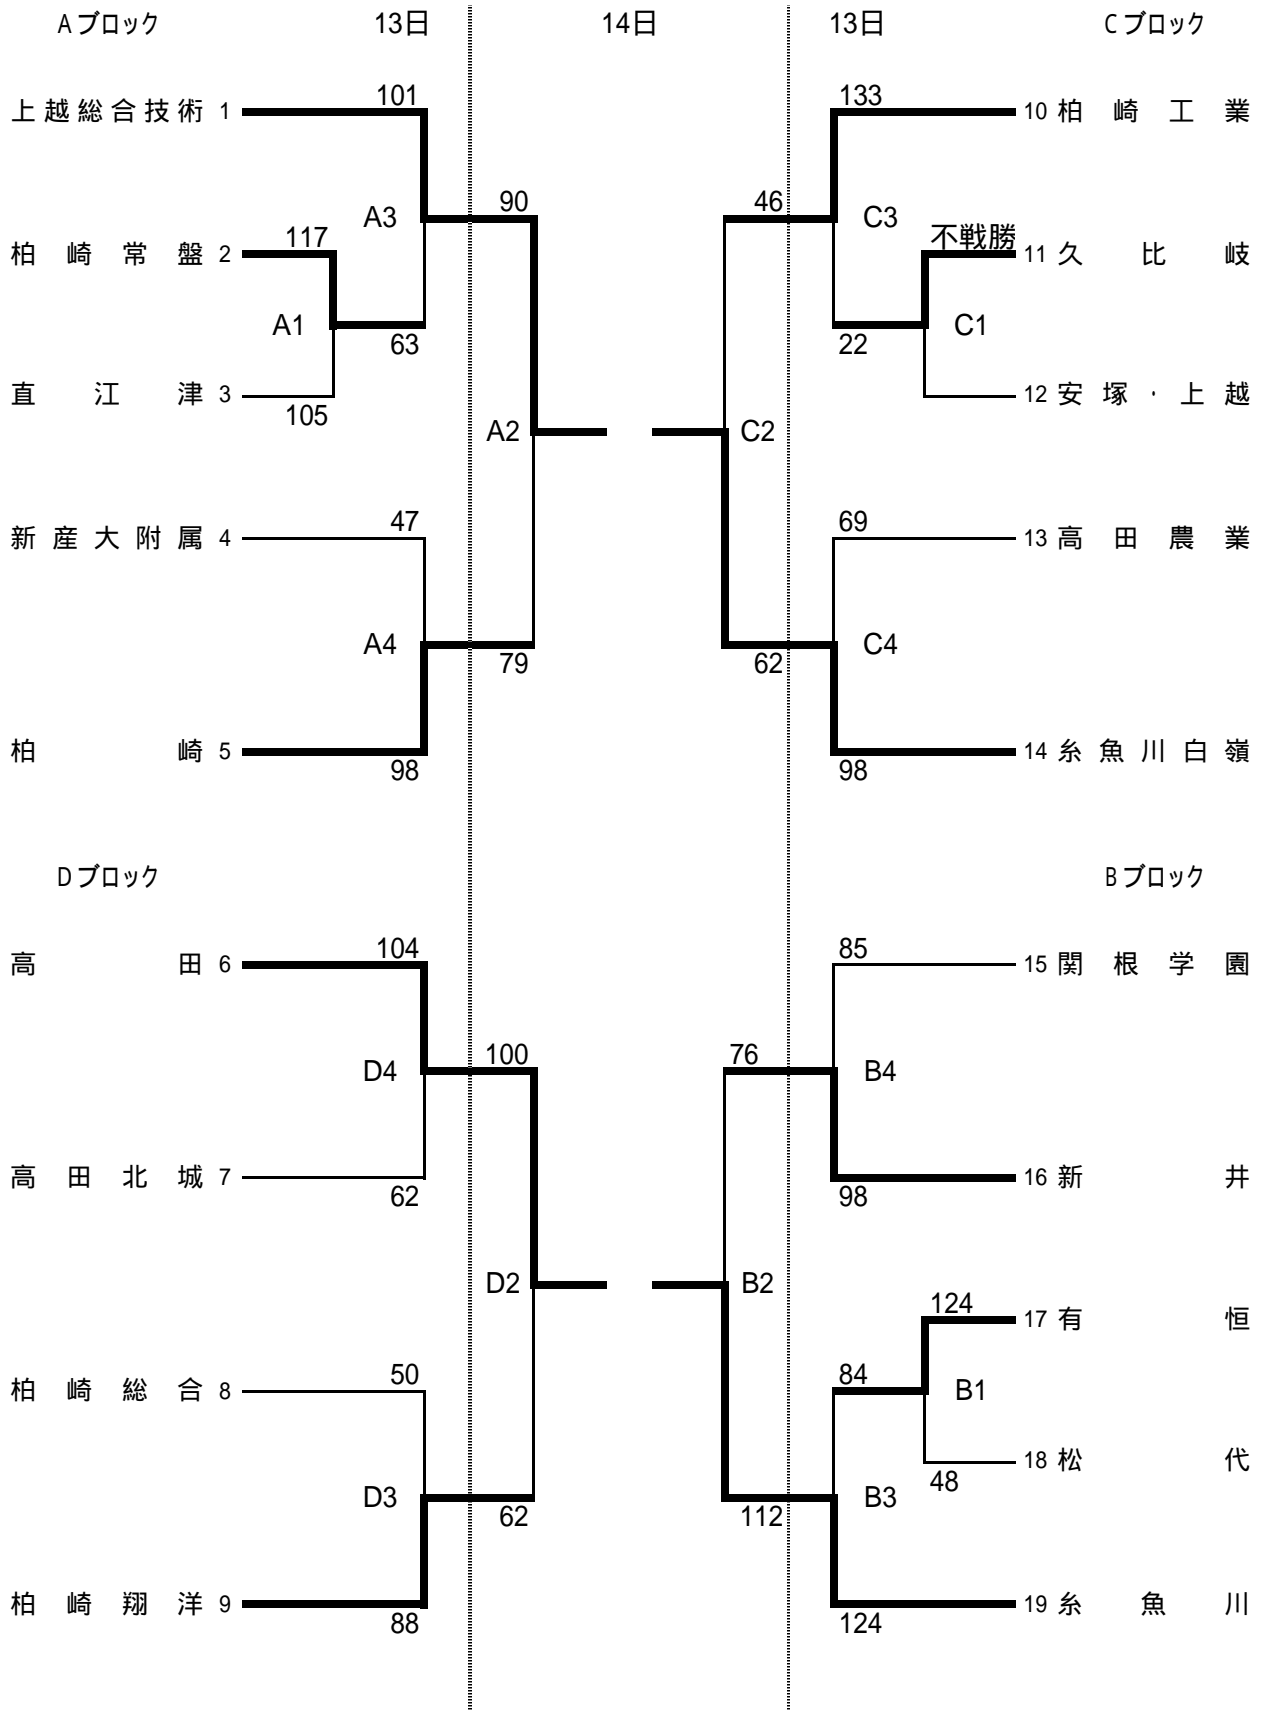 Aブロック 13日 14日 13日 Cブロック
101 133
上越総合技術 1 10 柏崎工業
90 46
A3 C3
117 不戦勝
柏崎常盤 2 11 久比岐
A1 C1
63 22
直江津 3 12 安塚・上越
105
A2 C2
47 69
新産大附属 4 13 高田農業
A4 C4
79 62
柏崎 5 14 糸魚川白嶺
98 98
Dブロック Bブロック
104 85
高田 6 15 関根学園
100 76
D4 B4
高田北城 7 16 新井
62 98
D2 B2
124
17 有恒
50 84
柏崎総合 8 B1
18 松代
48
D3 B3
62 112
柏崎翔洋 9 19 糸魚川
88 124